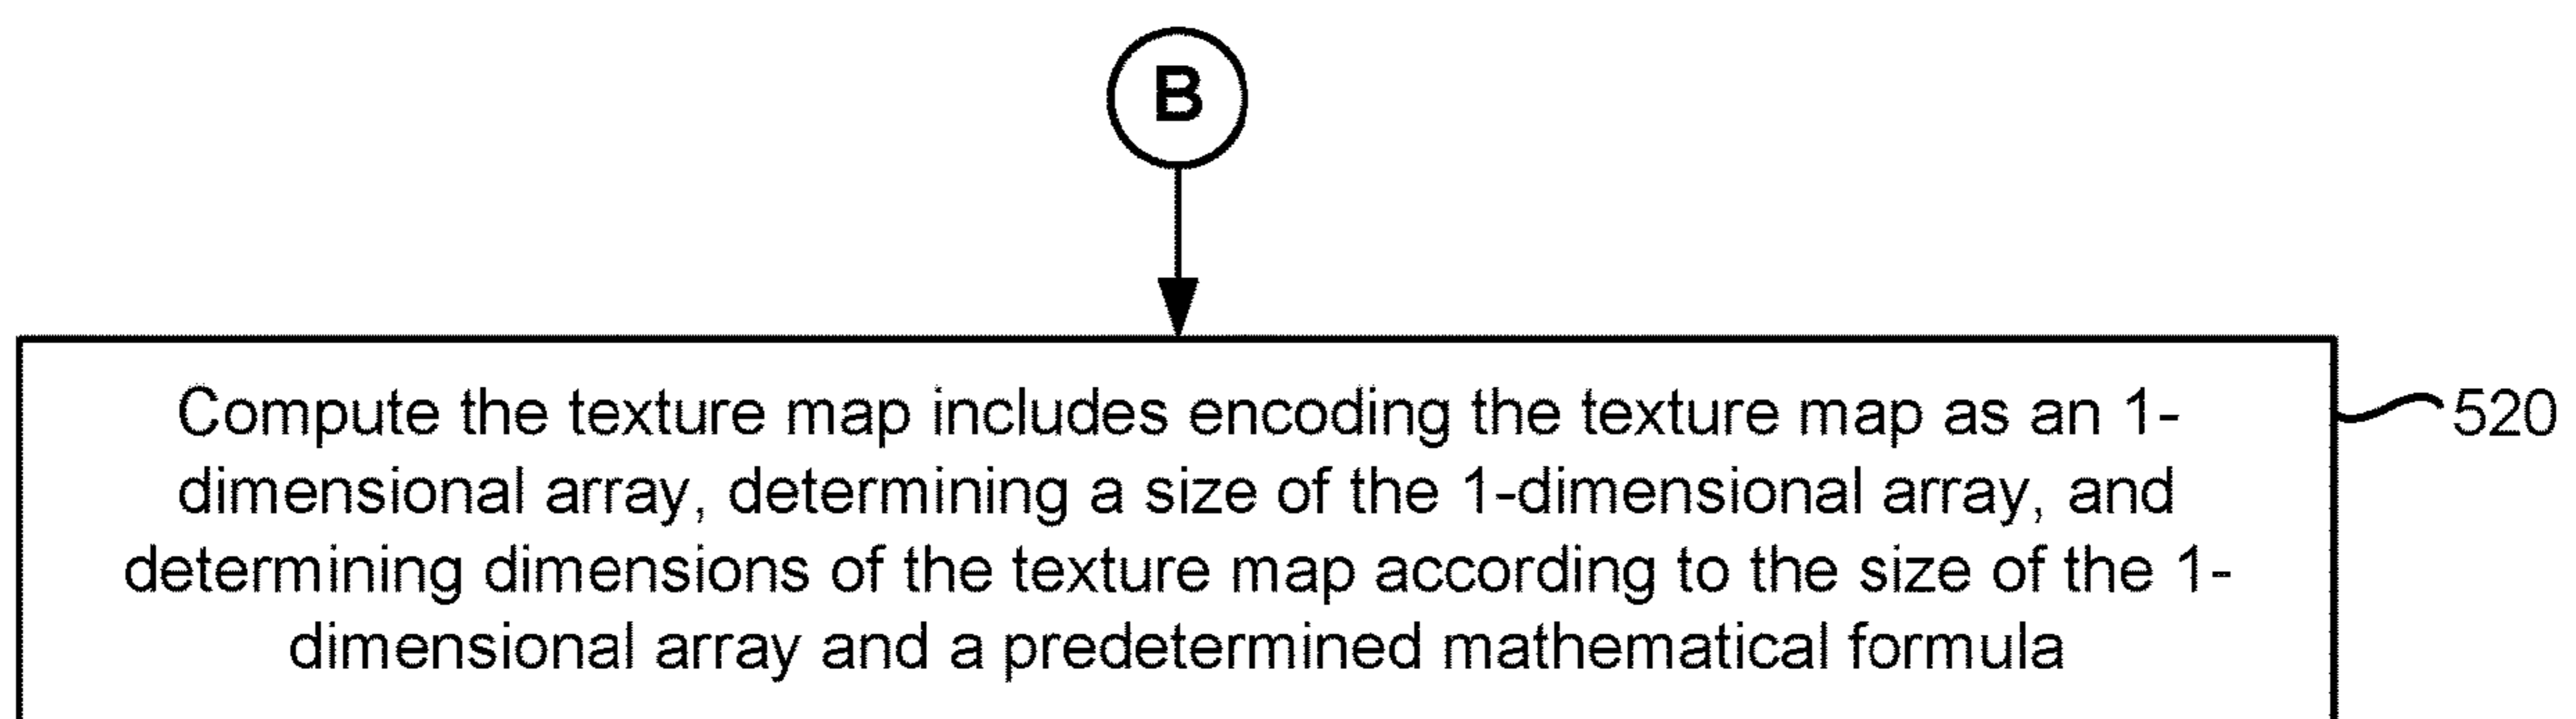 B
Compute the texture map includes encoding the texture map as an 1-
dimensional array, determining a size of the 1-dimensional array, and
determining dimensions of the texture map according to the size of the 1-
dimensional array and a predetermined mathematical formula
520